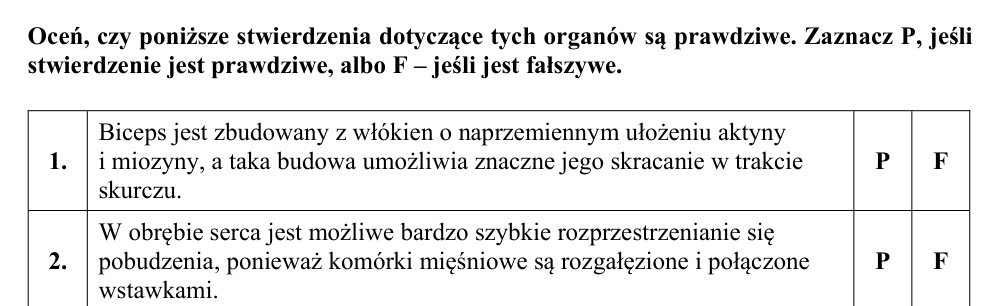 Oceń, czy poniższe stwierdzenia dotyczące tych organów są prawdziwe. Zaznacz P, jeśli
stwierdzenie jest prawdziwe, albo F – jeśli jest fałszywe.
1.
Biceps jest zbudowany z włókien o naprzemiennym ułożeniu aktyny
i miozyny, a taka budowa umożliwia znaczne jego skracanie w trakcie
skurczu.
P
F
2.
W obrębie serca jest możliwe bardzo szybkie rozprzestrzenianie się
pobudzenia, ponieważ komórki mięśniowe są rozgałęzione i połączone
wstawkami.
P
F